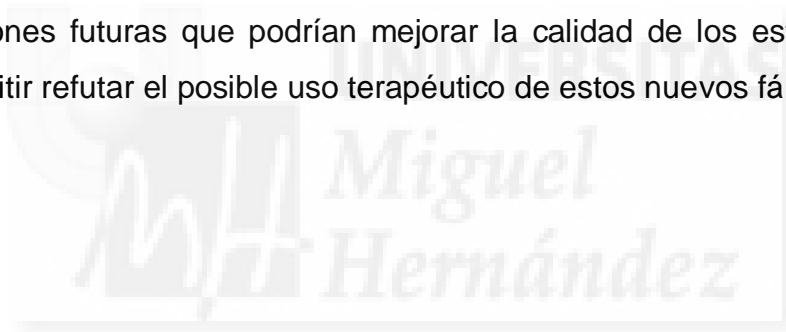 ones futuras que podrían mejorar la calidad de los est
itir refutar el posible uso terapéutico de estos nuevos fá
UNIVERSITAS
Miguel
Hernández